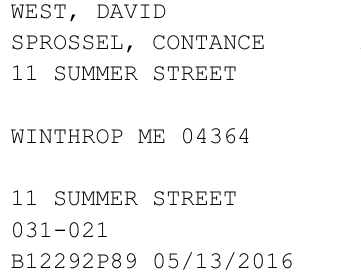 WEST, DAVID
SPROSSEL, CONTANCE
11 SUMMER STREET
WINTHROP ME 04364
11 SUMMER STREET
031-021
B12292P89 05/13/2016